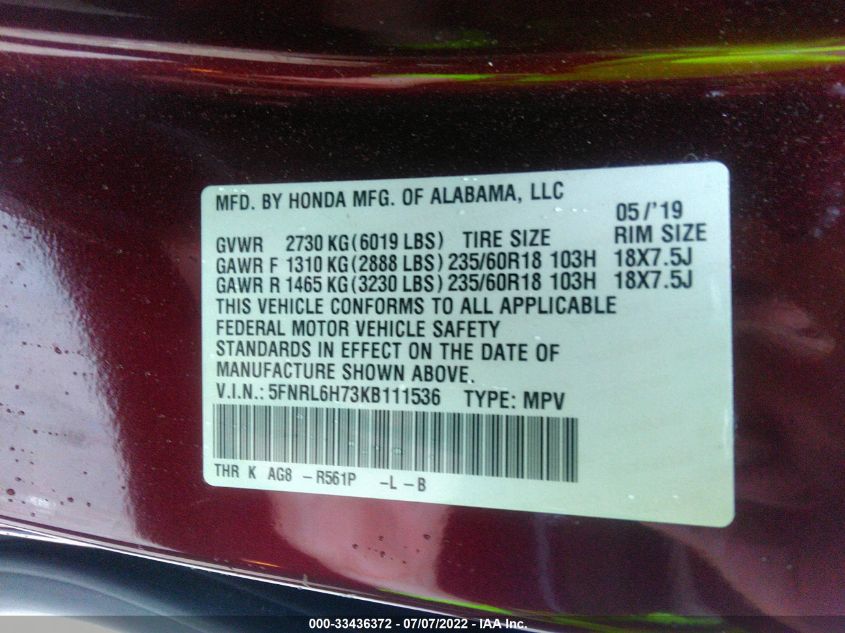 MFD. BY HONDA MFG. OF ALABAMA, LLC
05/'19
GVWR 2730 KG(6019 LBS) TIRE SIZE RIM SIZE
GAWR F 1310 KG(2888 LBS) 235/60R18 103H 18X7.5J
GAWR R 1465 KG(3230 LBS) 235/60R18 103H 18X7.5J
THIS VEHICLE CONFORMS TO ALL APPLICABLE
FEDERAL MOTOR VEHICLE SAFETY
STANDARDS IN EFFECT ON THE DATE OF
MANUFACTURE SHOWN ABOVE.
V.I.N.: 5FNRL6H73KB111536 TYPE: MPV
THR K AG8 -R561P -L-B
000-33436372 - 07/07/2022 - IAA Inc.